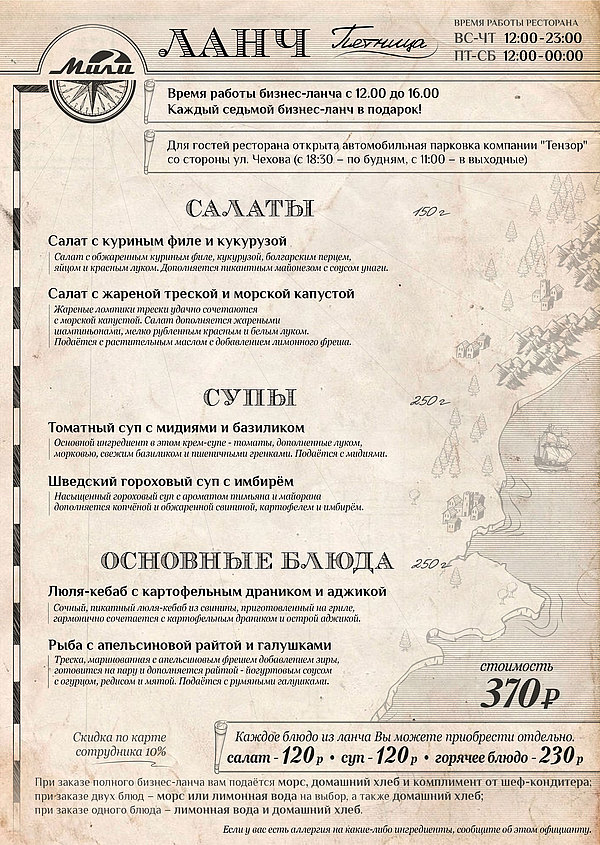 Мили
ЛАНЧ
Пятница
ВРЕМЯ РАБОТЫ РЕСТОРАНА
ВС-ЧТ 12:00-23:00
ПТ-СБ 12:00-00:00
Время работы бизнес-ланча с 12.00 до 16.00
Каждый седьмой бизнес-ланч в подарок!
Для гостей ресторана открыта автомобильная парковка компании "Тензор"
со стороны ул. Чехова (с 18:30 – по будням, с 11:00 – в выходные)
САЛАТЫ 150 г
Салат с куриным филе и кукурузой
Салат с обжаренным куриным филе, кукурузой, болгарским перцем,
яйцом и красным луком. Дополняется пикантным майонезом с соусом унаги.
Салат с жареной треской и морской капустой
Жареные ломтики трески удачно сочетаются
с морской капустой. Салат дополняется жареными
шампиньонами, мелко рубленным красным и белым луком.
Подаётся с растительным маслом с добавлением лимонного фреша.
СУПЫ 250 г
Томатный суп с мидиями и базиликом
Основной ингредиент в этом крем-супе - томаты, дополненные луком,
морковью, свежим базиликом и пшеничными гренками. Подаётся с мидиями.
Шведский гороховый суп с имбирём
Насыщенный гороховый суп с ароматом тимьяна и майорана
дополняется копчёной и обжаренной свининой, картофелем и имбирём.
ОСНОВНЫЕ БЛЮДА 250 г
Люля-кебаб с картофельным драником и аджикой
Сочный, пикатный люля-кебаб из свинины, приготовленный на гриле,
гармонично сочетается с картофельным драником и острой аджикой.
Рыба с апельсиновой райтой и галушками
Треска, маринованная с апельсиновым фрешем добавлением зиры,
готовится на пару и дополняется райтой - йогуртовым соусом
с огурцом, редисом и мятой. Подаётся с румяными галушками.
стоимость
370 ₽
Скидка по карте
сотрудника 10%
Каждое блюдо из ланча Вы можете приобрести отдельно.
салат - 120 р • суп - 120 р • горячее блюдо - 230 р
При заказе полного бизнес-ланча вам подаётся морс, домашний хлеб и комплимент от шеф-кондитера;
при заказе двух блюд – морс или лимонная вода на выбор, а также домашний хлеб;
при заказе одного блюда – лимонная вода и домашний хлеб.
Если у вас есть аллергия на какие-либо ингредиенты, сообщите об этом официанту.